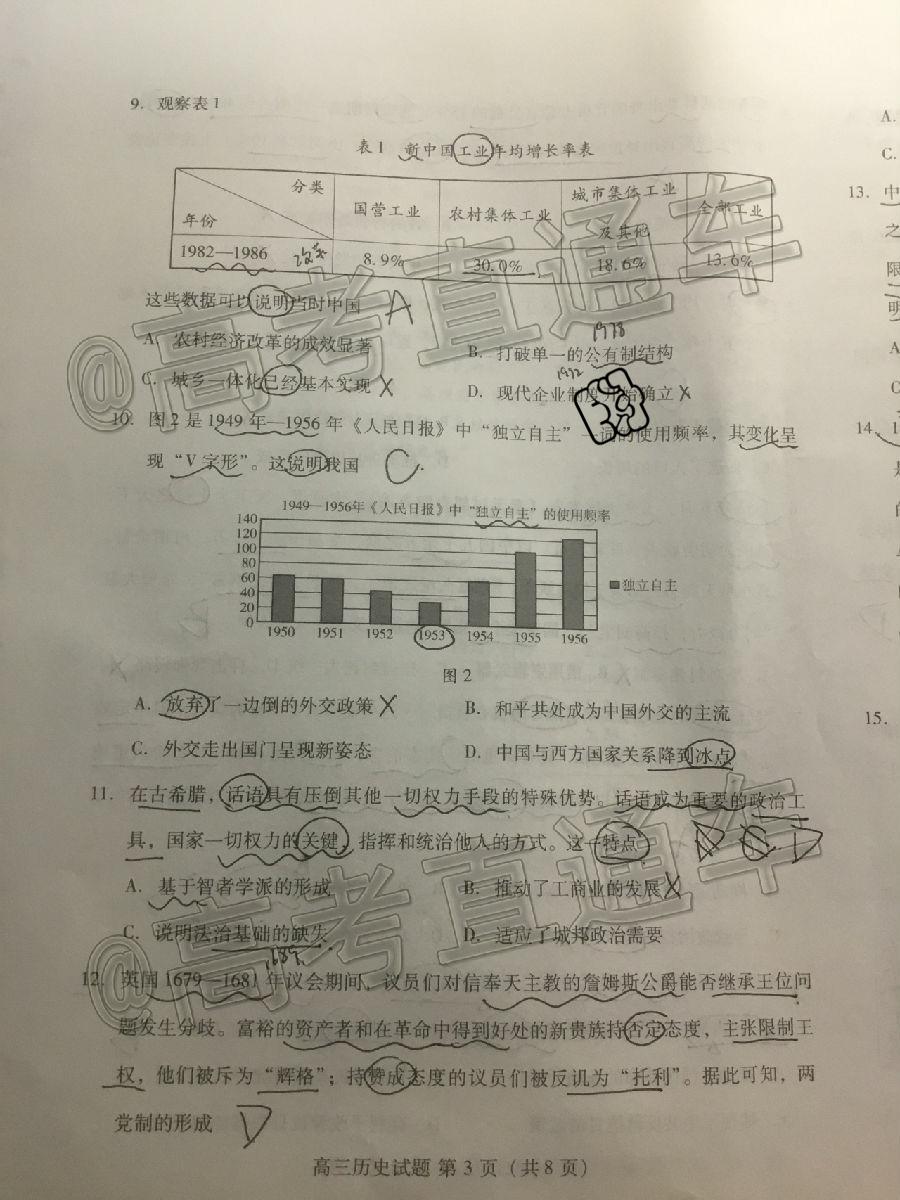 9. 观察表1
表1 新中国工业年均增长率表
分类
年份
国营工业
农村集体工业
城市集体工业
及其他
全部工业
1982—1986
8.9%
30.0%
18.6%
13.6%
这些数据可以说明当时中国 A
1978
A. 农村经济改革的成效显著
B. 打破单一的公有制结构
C. 城乡一体化已经基本实现
D. 现代企业制度开始确立
10. 图2是1949年—1956年《人民日报》中“独立自主”一词的使用频率，其变化呈
现“V字形”。这说明我国 C
1949—1956年《人民日报》中“独立自主”的使用频率
140
120
100
80
60
40
20
0
1950 1951 1952 1953 1954 1955 1956
独立自主
图2
A. 放弃了一边倒的外交政策
B. 和平共处成为中国外交的主流
C. 外交走出国门呈现新姿态
D. 中国与西方国家关系降到冰点
11. 在古希腊，话语具有压倒其他一切权力手段的特殊优势。话语成为重要的政治工
具，国家一切权力的关键，指挥和统治他人的方式。这一特点 D
A. 基于智者学派的形成
B. 推动了工商业的发展
C. 说明法治基础的缺失
D. 适应了城邦政治需要
1689
12. 英国1679—1681年议会期间，议员们对信奉天主教的詹姆斯公爵能否继承王位问
题发生分歧。富裕的资产者和在革命中得到好处的新贵族持否定态度，主张限制王
权，他们被斥为“辉格”；持赞成态度的议员们被反讥为“托利”。据此可知，两
党制的形成 D
高三历史试题 第3页（共8页）
A.
C.
13. 中
之
限
明
A
C
14. 1
15.
@高考直通车
@高考直通车